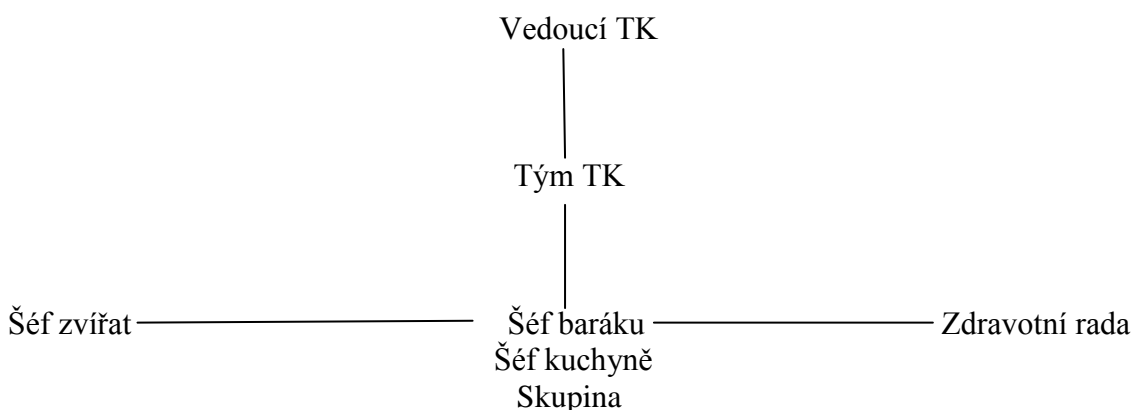 Vedoucí TK
Tým TK
Šéf zvířat Šéf baráku Zdravotní rada
Šéf kuchyně
Skupina